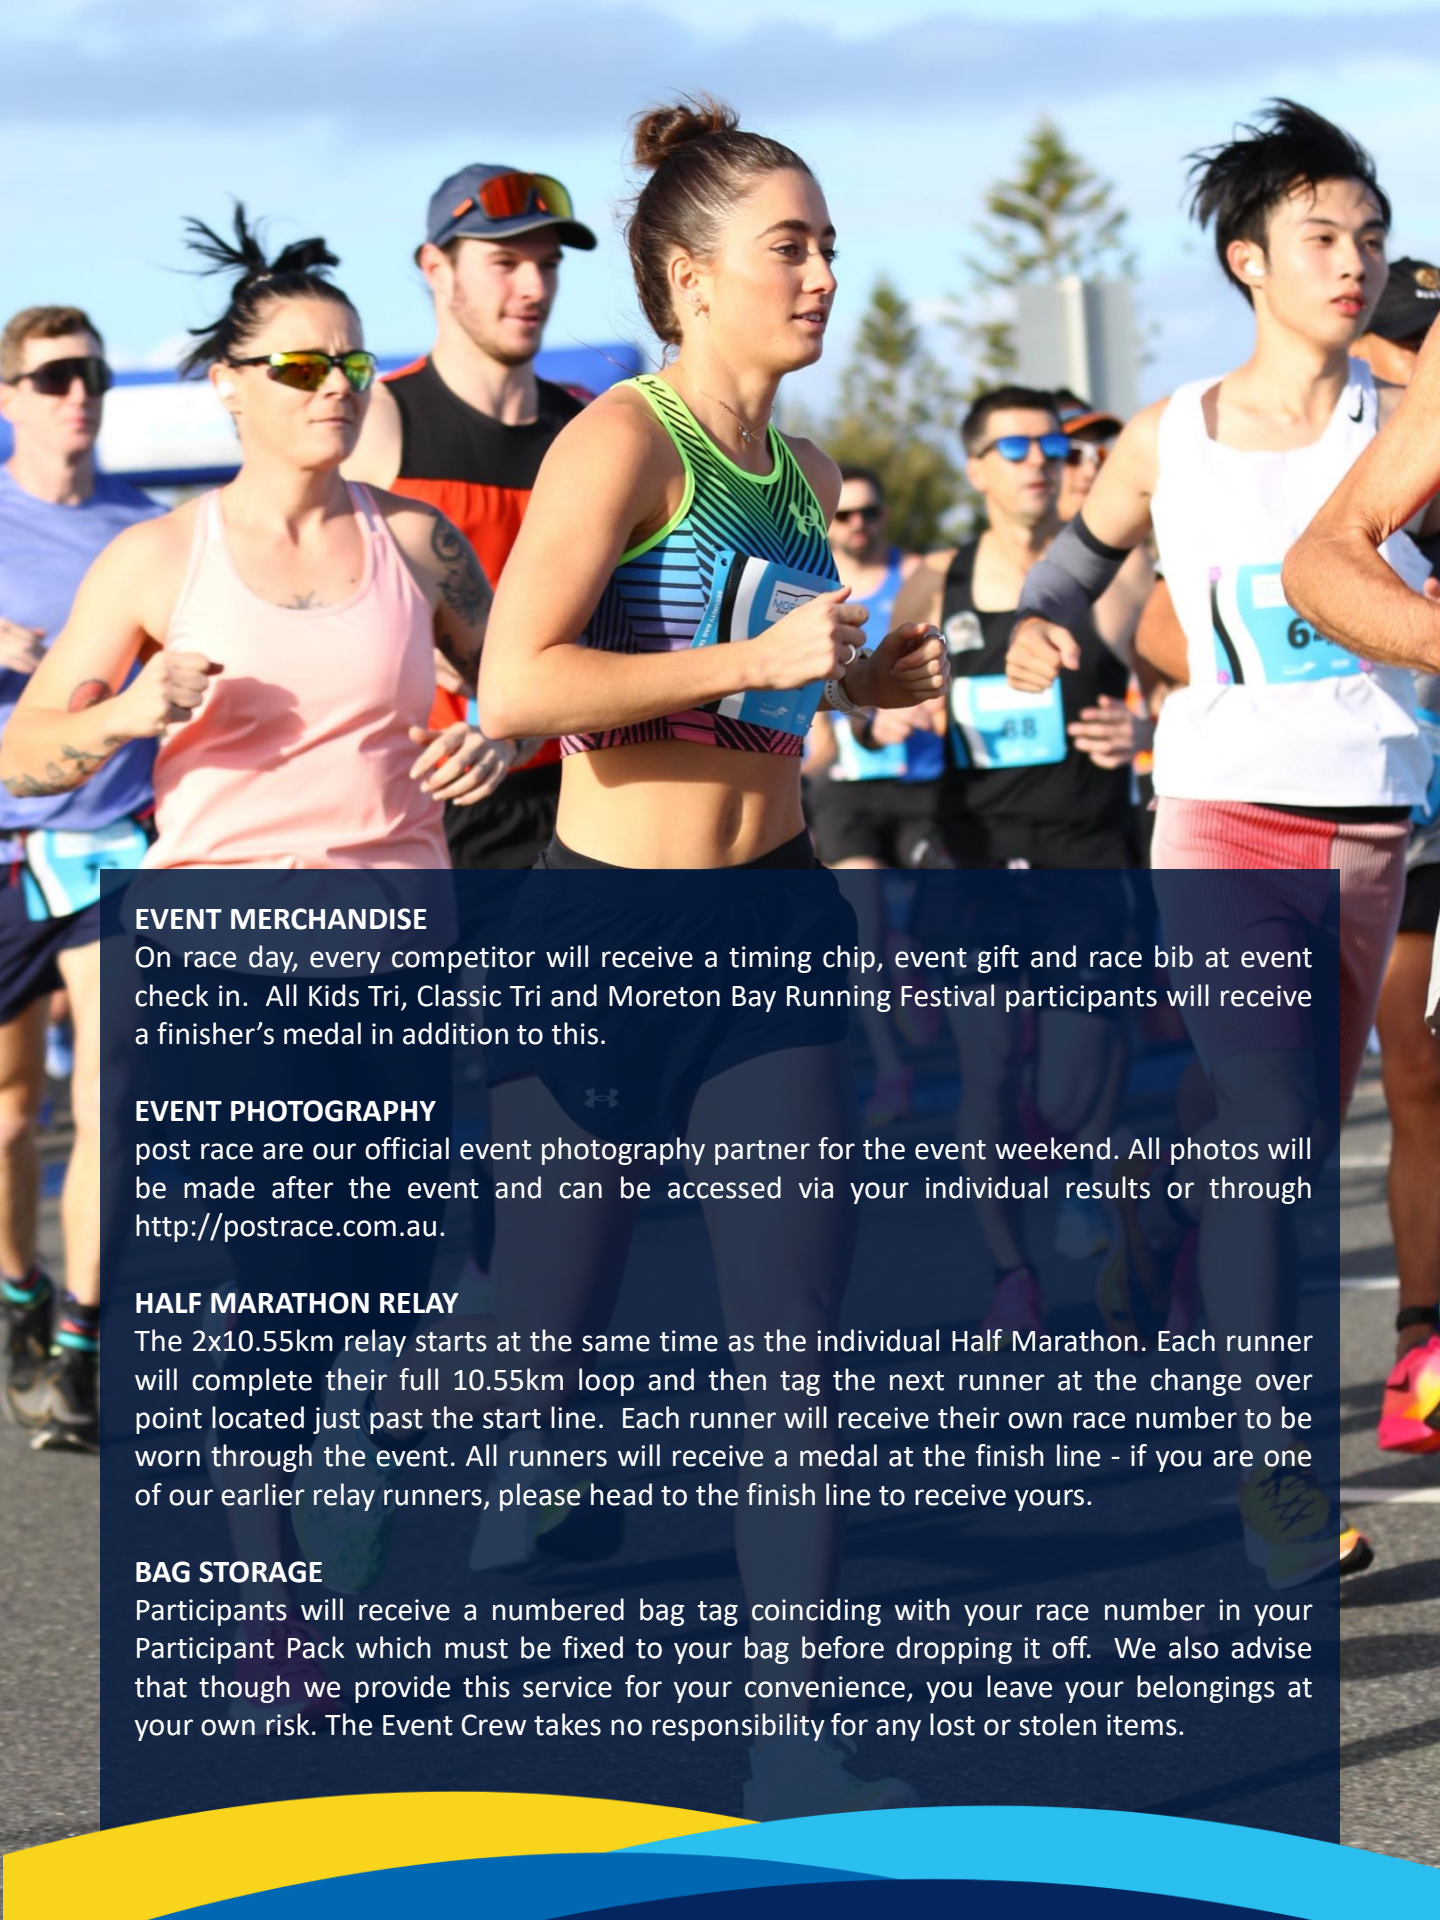 MOR
SECURITY BAG
64
88
EVENT MERCHANDISE
On race day, every competitor will receive a timing chip, event gift and race bib at event
check in.  All Kids Tri, Classic Tri and Moreton Bay Running Festival participants will receive
a finisher’s medal in addition to this.
EVENT PHOTOGRAPHY
post race are our official event photography partner for the event weekend. All photos will
be made after the event and can be accessed via your individual results or through
http://postrace.com.au.
HALF MARATHON RELAY
The 2x10.55km relay starts at the same time as the individual Half Marathon. Each runner
will complete their full 10.55km loop and then tag the next runner at the change over
point located just past the start line.  Each runner will receive their own race number to be
worn through the event. All runners will receive a medal at the finish line - if you are one
of our earlier relay runners, please head to the finish line to receive yours.
BAG STORAGE
Participants will receive a numbered bag tag coinciding with your race number in your
Participant Pack which must be fixed to your bag before dropping it off.  We also advise
that though we provide this service for your convenience, you leave your belongings at
your own risk. The Event Crew takes no responsibility for any lost or stolen items.